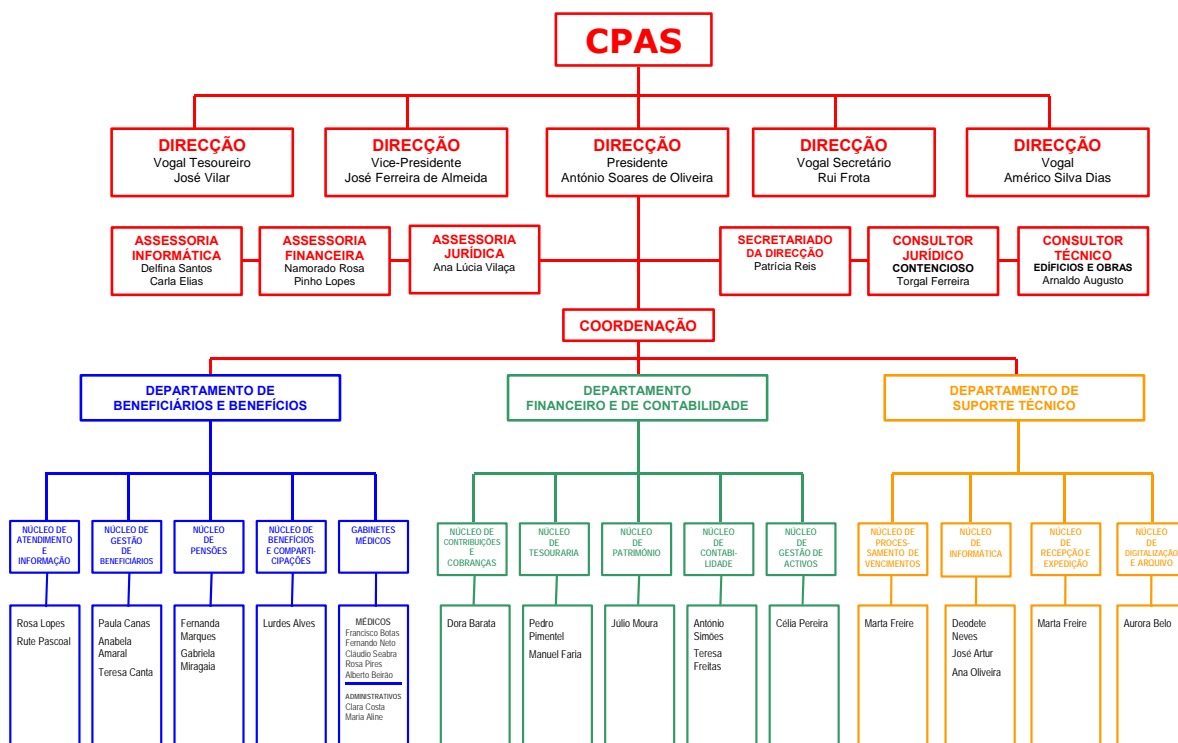 CPAS
DIRECÇÃO
Vogal Tesoureiro
José Vilar
DIRECÇÃO
Vice-Presidente
José Ferreira de Almeida
DIRECÇÃO
Presidente
António Soares de Oliveira
DIRECÇÃO
Vogal Secretário
Rui Frota
DIRECÇÃO
Vogal
Américo Silva Dias
ASSESSORIA
INFORMÁTICA
Delfina Santos
Carla Elias
ASSESSORIA
FINANCEIRA
Namorado Rosa
Pinho Lopes
ASSESSORIA
JURÍDICA
Ana Lúcia Vilaça
SECRETARIADO
DA DIRECÇÃO
Patrícia Reis
CONSULTOR
JURÍDICO
CONTENCIOSO
Torgal Ferreira
CONSULTOR
TÉCNICO
EDÍFICIOS E OBRAS
Arnaldo Augusto
COORDENAÇÃO
DEPARTAMENTO DE
BENEFICIÁRIOS E BENEFÍCIOS
DEPARTAMENTO
FINANCEIRO E DE CONTABILIDADE
DEPARTAMENTO DE
SUPORTE TÉCNICO
NÚCLEO DE
ATENDIMENTO
E
INFORMAÇÃO
NÚCLEO DE
GESTÃO
DE
BENEFICIÁRIOS
NÚCLEO
DE
PENSÕES
NÚCLEO DE
BENEFÍCIOS
E COMPARTI-
CIPAÇÕES
GABINETES
MÉDICOS
NÚCLEO DE
CONTRIBUIÇÕES
E
COBRANÇAS
NÚCLEO
DE
TESOURARIA
NÚCLEO
DE
PATRIMÓNIO
NÚCLEO
DE
CONTABI-
LIDADE
NÚCLEO
DE
GESTÃO DE
ACTIVOS
NÚCLEO DE
PROCES-
SAMENTO DE
VENCIMENTOS
NÚCLEO
DE
INFORMÁTICA
NÚCLEO
DE
RECEPÇÃO E
EXPEDIÇÃO
NÚCLEO
DE
DIGITALIZAÇÃO
E ARQUIVO
Rosa Lopes
Rute Pascoal
Paula Canas
Anabela
Amaral
Teresa Canta
Fernanda
Marques
Gabriela
Miragaia
Lurdes Alves
MÉDICOS
Francisco Botas
Fernando Neto
Cláudio Seabra
Rosa Pires
Alberto Beirão
ADMINISTRATIVOS
Clara Costa
Maria Aline
Dora Barata
Pedro
Pimentel
Manuel Faria
Júlio Moura
António
Simões
Teresa
Freitas
Célia Pereira
Marta Freire
Deodete
Neves
José Artur
Ana Oliveira
Marta Freire
Aurora Belo